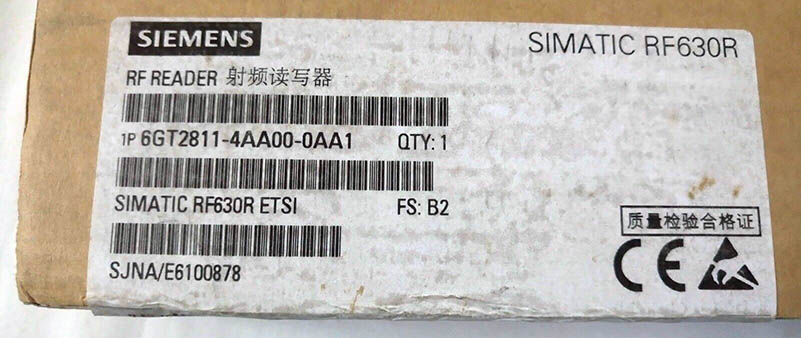 SIEMENS
SIMATIC RF630R
RF READER 射频读写器
1P 6GT2811-4AA00-0AA1 QTY: 1
SIMATIC RF630R ETSI FS: B2
质量检验合格证
CE
SJNA/E6100878